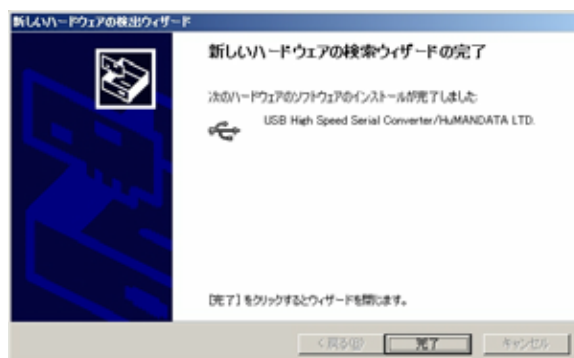 新しいハードウェアの検出ウィザード
新しいハードウェアの検索ウィザードの完了
次のハードウェアのソフトウェアのインストールが完了しました
USB High Speed Serial Converter/HuMANDATA LTD.
[完了] をクリックするとウィザードを閉じます。
< 戻る(B)
完了
キャンセル